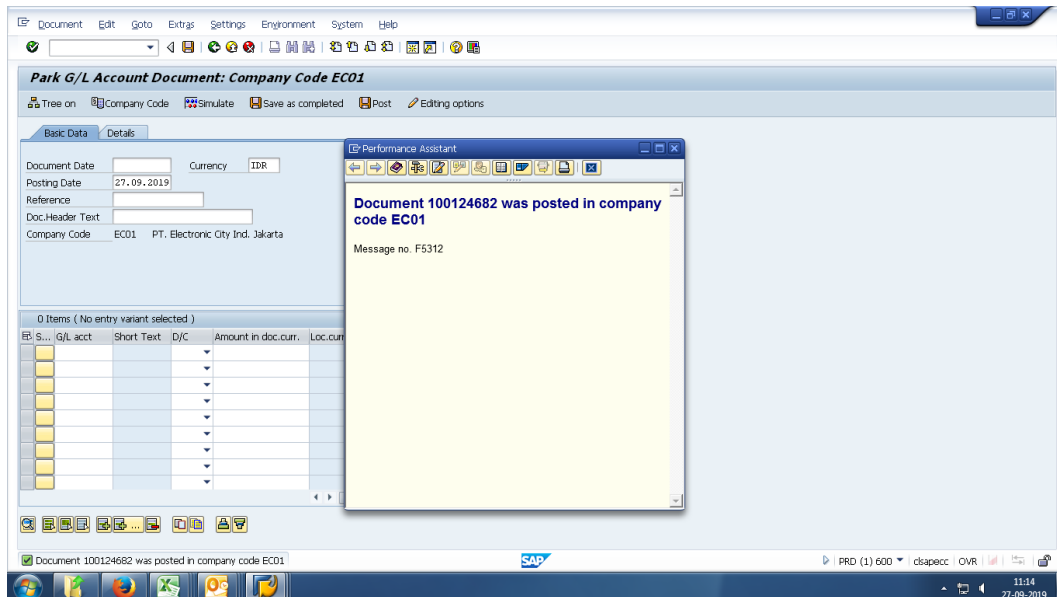 Document Edit Goto Extras Settings Environment System Help
Park G/L Account Document: Company Code EC01
Tree on Company Code Simulate Save as completed Post Editing options
Basic Data Details
Document Date Currency IDR
Posting Date 27.09.2019
Reference
Doc.Header Text
Company Code EC01 PT. Electronic City Ind. Jakarta
Performance Assistant
Document 100124682 was posted in company
code EC01
Message no. F5312
0 Items ( No entry variant selected )
S... G/L acct Short Text D/C Amount in doc.curr. Loc.curr
Document 100124682 was posted in company code EC01
SAP
PRD (1) 600 clsapecc OVR
11:14
27-09-2019